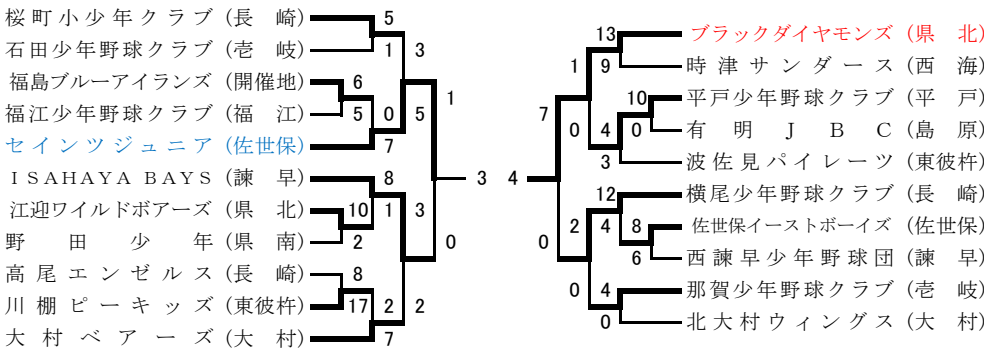 桜町小少年クラブ (長　崎)
石田少年野球クラブ (壱　岐)
福島ブルーアイランズ (開催地)
福江少年野球クラブ (福　江)
セインツジュニア (佐世保)
ＩＳＡＨＡＹＡ ＢＡＹＳ (諫　早)
江迎ワイルドボアーズ (県　北)
野　田　少　年 (県　南)
高尾エンゼルス (長　崎)
川棚ピーキッズ (東彼杵)
大村ベアーズ (大　村)
5
1
3
6
5
0
5
7
1
8
10
1
3
2
0
8
17
2
2
7
3
4
13
1
9
7
10
0
4
0
3
12
2
4
8
0
6
0
4
0
ブラックダイヤモンズ (県　北)
時津サンダース (西　海)
平戸少年野球クラブ (平　戸)
有　明　Ｊ　Ｂ　Ｃ (島　原)
波佐見パイレーツ (東彼杵)
横尾少年野球クラブ (長　崎)
佐世保イーストボーイズ (佐世保)
西諫早少年野球団 (諫　早)
那賀少年野球クラブ (壱　岐)
北大村ウィングス (大　村)